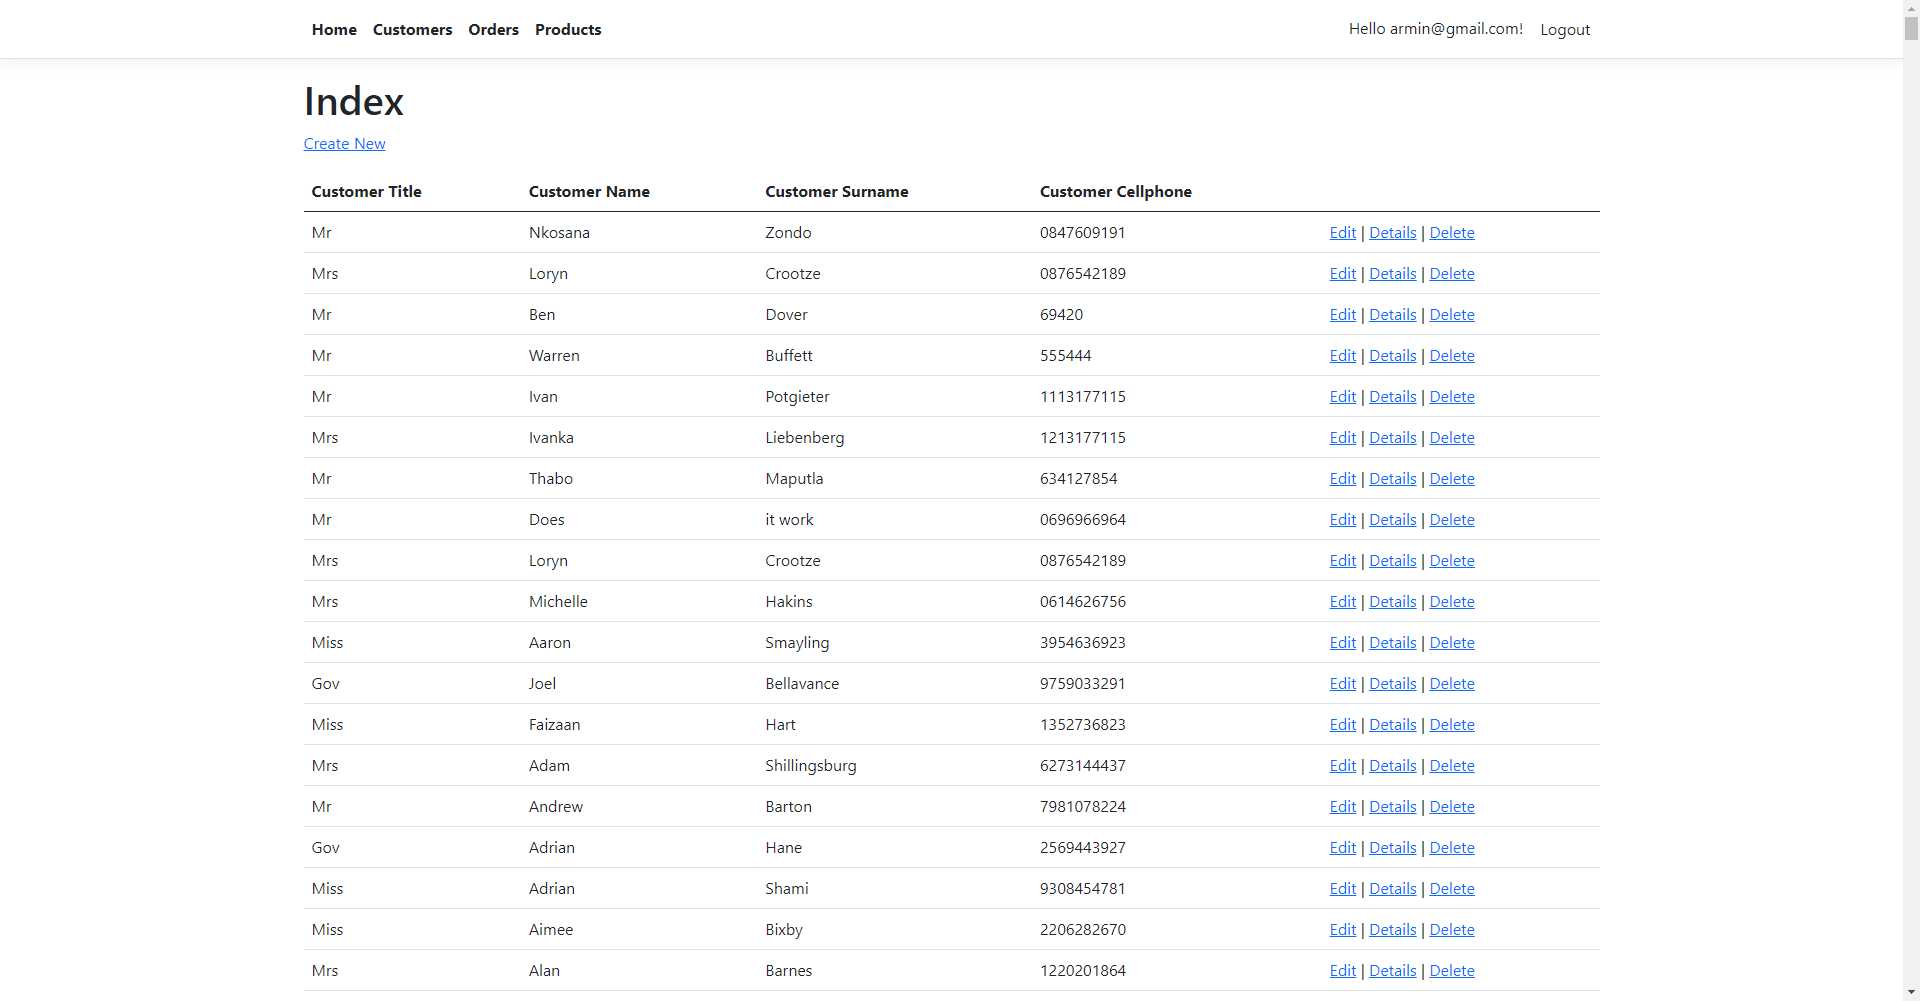 Home Customers Orders Products Hello armin@gmail.com! Logout
Index
Create New
Customer Title Customer Name Customer Surname Customer Cellphone
Mr Nkosana Zondo 0847609191 Edit | Details | Delete
Mrs Loryn Crootze 0876542189 Edit | Details | Delete
Mr Ben Dover 69420 Edit | Details | Delete
Mr Warren Buffett 555444 Edit | Details | Delete
Mr Ivan Potgieter 1113177115 Edit | Details | Delete
Mrs Ivanka Liebenberg 1213177115 Edit | Details | Delete
Mr Thabo Maputla 634127854 Edit | Details | Delete
Mr Does it work 0696966964 Edit | Details | Delete
Mrs Loryn Crootze 0876542189 Edit | Details | Delete
Mrs Michelle Hakins 0614626756 Edit | Details | Delete
Miss Aaron Smayling 3954636923 Edit | Details | Delete
Gov Joel Bellavance 9759033291 Edit | Details | Delete
Miss Faizaan Hart 1352736823 Edit | Details | Delete
Mrs Adam Shillingsburg 6273144437 Edit | Details | Delete
Mr Andrew Barton 7981078224 Edit | Details | Delete
Gov Adrian Hane 2569443927 Edit | Details | Delete
Miss Adrian Shami 9308454781 Edit | Details | Delete
Miss Aimee Bixby 2206282670 Edit | Details | Delete
Mrs Alan Barnes 1220201864 Edit | Details | Delete